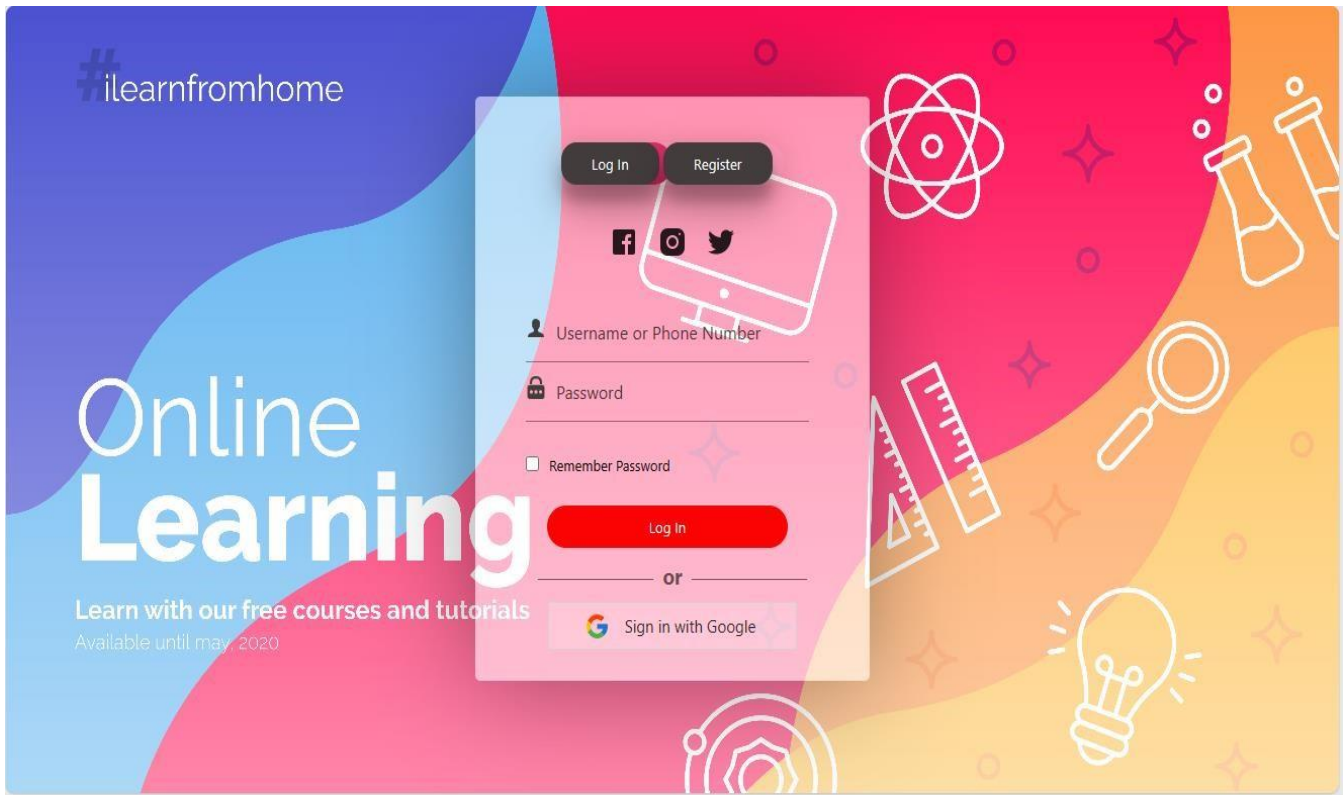 #ilearnfromhome
Log In Register
Username or Phone Number
Password
Remember Password
Log In
or
Sign in with Google
Online
Learning
Learn with our free courses and tutorials
Available until may, 2020